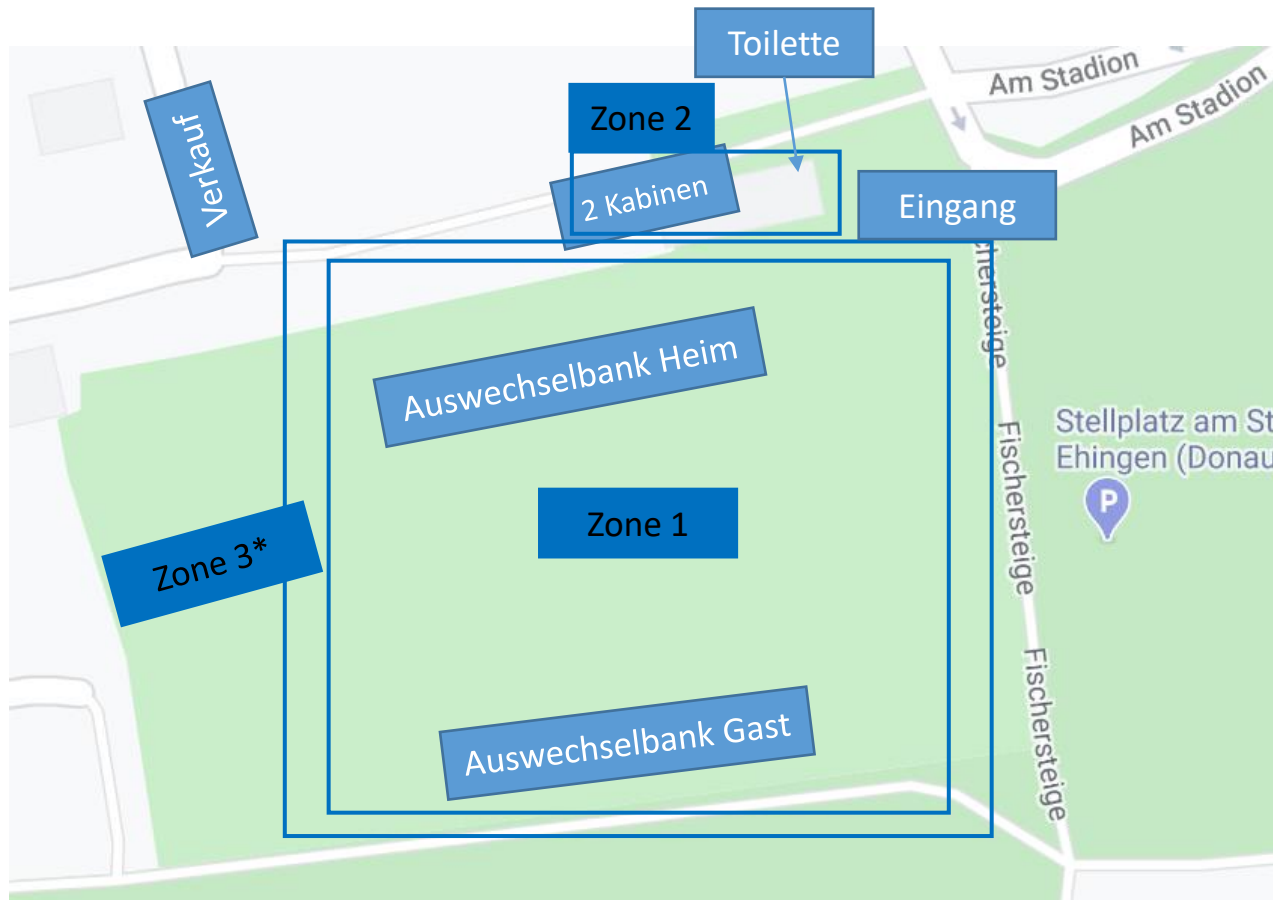 Toilette
Am Stadion
Am Stadion
Zone 2
Verkauf
2 Kabinen
Eingang
chersteige
Auswechselbank Heim
Fischersteige
Stellplatz am St
Ehingen (Donau
P
Zone 1
Zone 3*
Fischersteige
Auswechselbank Gast